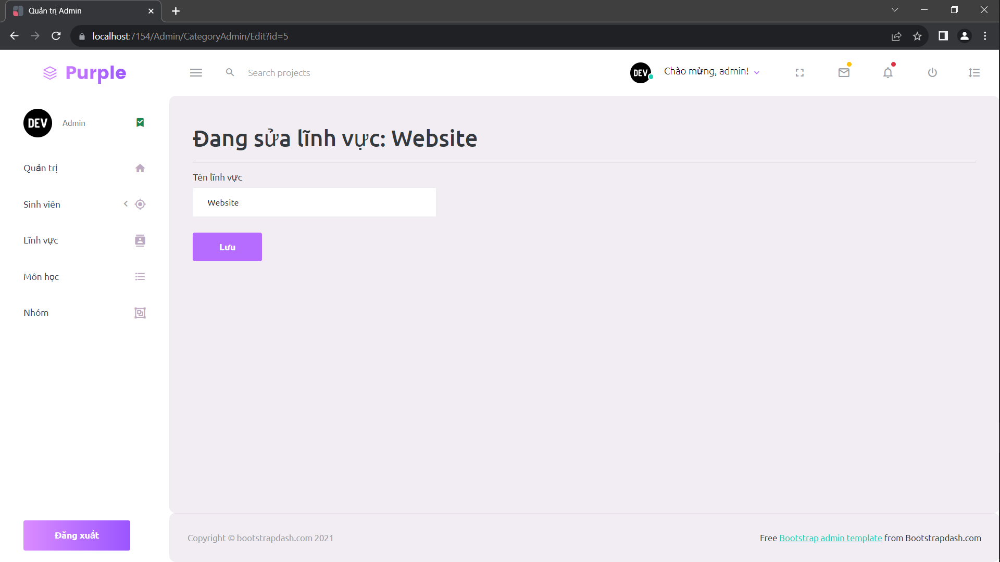 Quản trị Admin
localhost:7154/Admin/CategoryAdmin/Edit?id=5
Purple
Search projects
DEV
Chào mừng, admin!
DEV
Admin
Quản trị
Sinh viên
Lĩnh vực
Môn học
Nhóm
Đăng xuất
Đang sửa lĩnh vực: Website
Tên lĩnh vực
Website
Lưu
Copyright © bootstrapdash.com 2021
Free Bootstrap admin template from Bootstrapdash.com